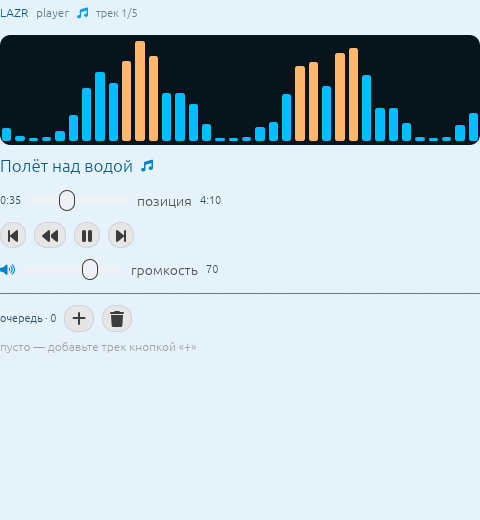 LAZR player трек 1/5
Полёт над водой
0:35 позиция 4:10
громкость 70
очередь · 0
пусто — добавьте трек кнопкой «+»